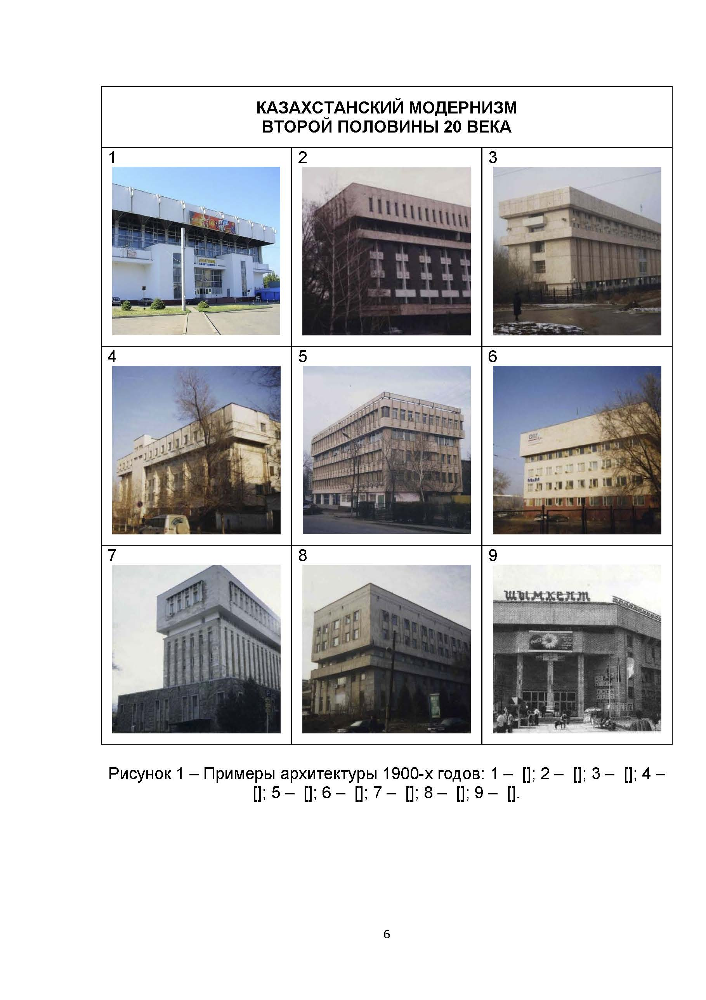 КАЗАХСТАНСКИЙ МОДЕРНИЗМ
ВТОРОЙ ПОЛОВИНЫ 20 ВЕКА
1
2
3
4
5
6
M&M
7
8
9
шымкент
Рисунок 1 – Примеры архитектуры 1900-х годов: 1 – []; 2 – []; 3 – []; 4 –
[]; 5 – []; 6 – []; 7 – []; 8 – []; 9 – [].
6